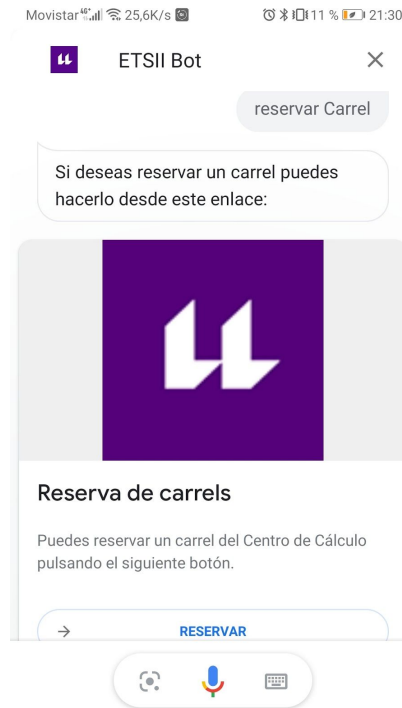 Movistar 4G 25,6K/s 11 % 21:30
ETSII Bot
reservar Carrel
Si deseas reservar un carrel puedes
hacerlo desde este enlace:
Reserva de carrels
Puedes reservar un carrel del Centro de Cálculo
pulsando el siguiente botón.
RESERVAR